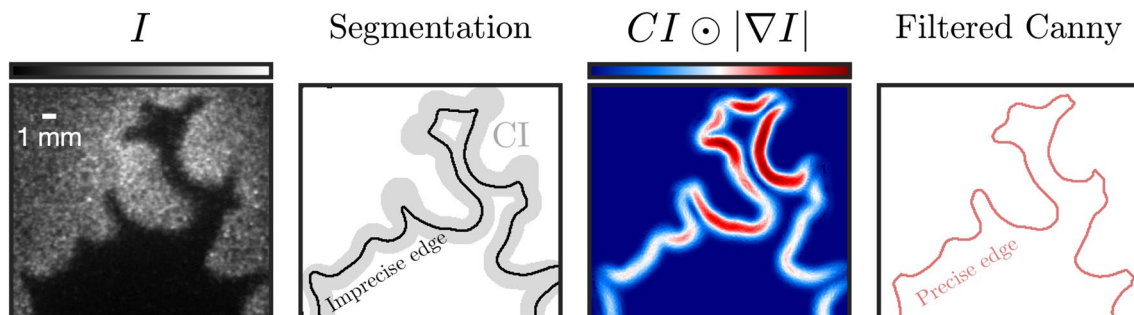 I
Segmentation
CI ⊙ |∇I|
Filtered Canny
1 mm
CI
Imprecise edge
Precise edge